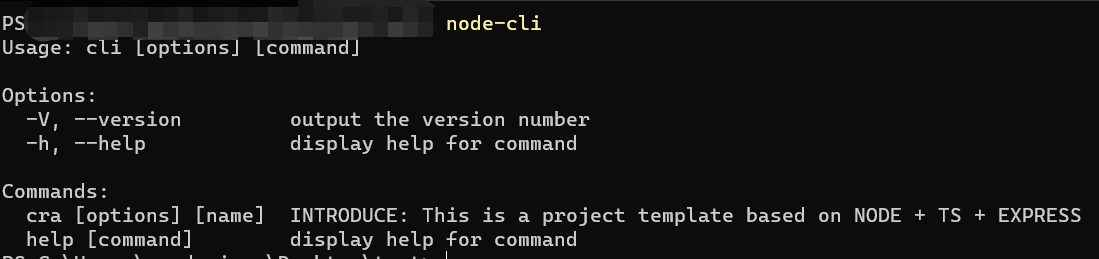 PS node-cli
Usage: cli [options] [command]
Options:
-V, --version output the version number
-h, --help display help for command
Commands:
cra [options] [name] INTRODUCE: This is a project template based on NODE + TS + EXPRESS
help [command] display help for command